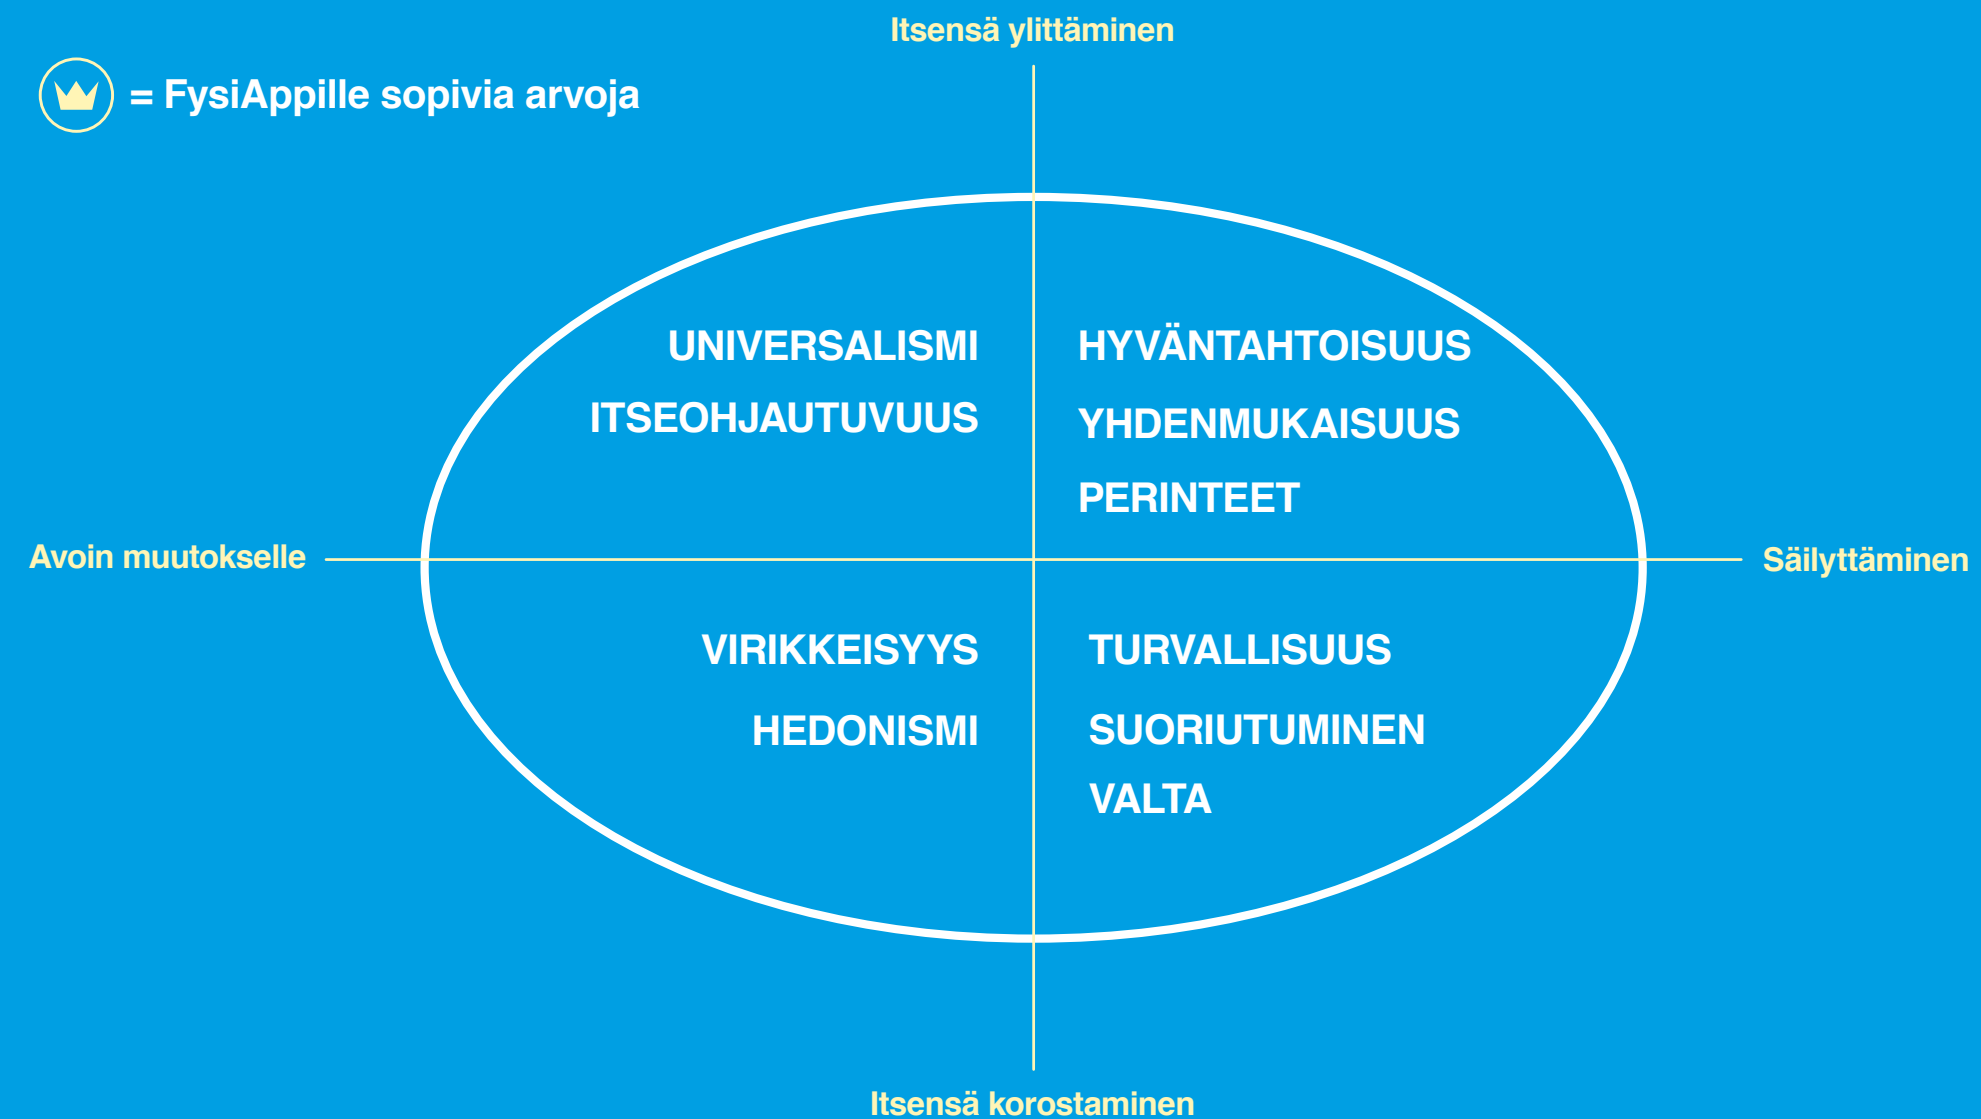 Itsensä ylittäminen
= FysiAppille sopivia arvoja
UNIVERSALISMI
HYVÄNTAHTOISUUS
ITSEOHJAUTUVUUS
YHDENMUKAISUUS
PERINTEET
Avoin muutokselle
Säilyttäminen
VIRIKKEISYYS
TURVALLISUUS
HEDONISMI
SUORIUTUMINEN
VALTA
Itsensä korostaminen